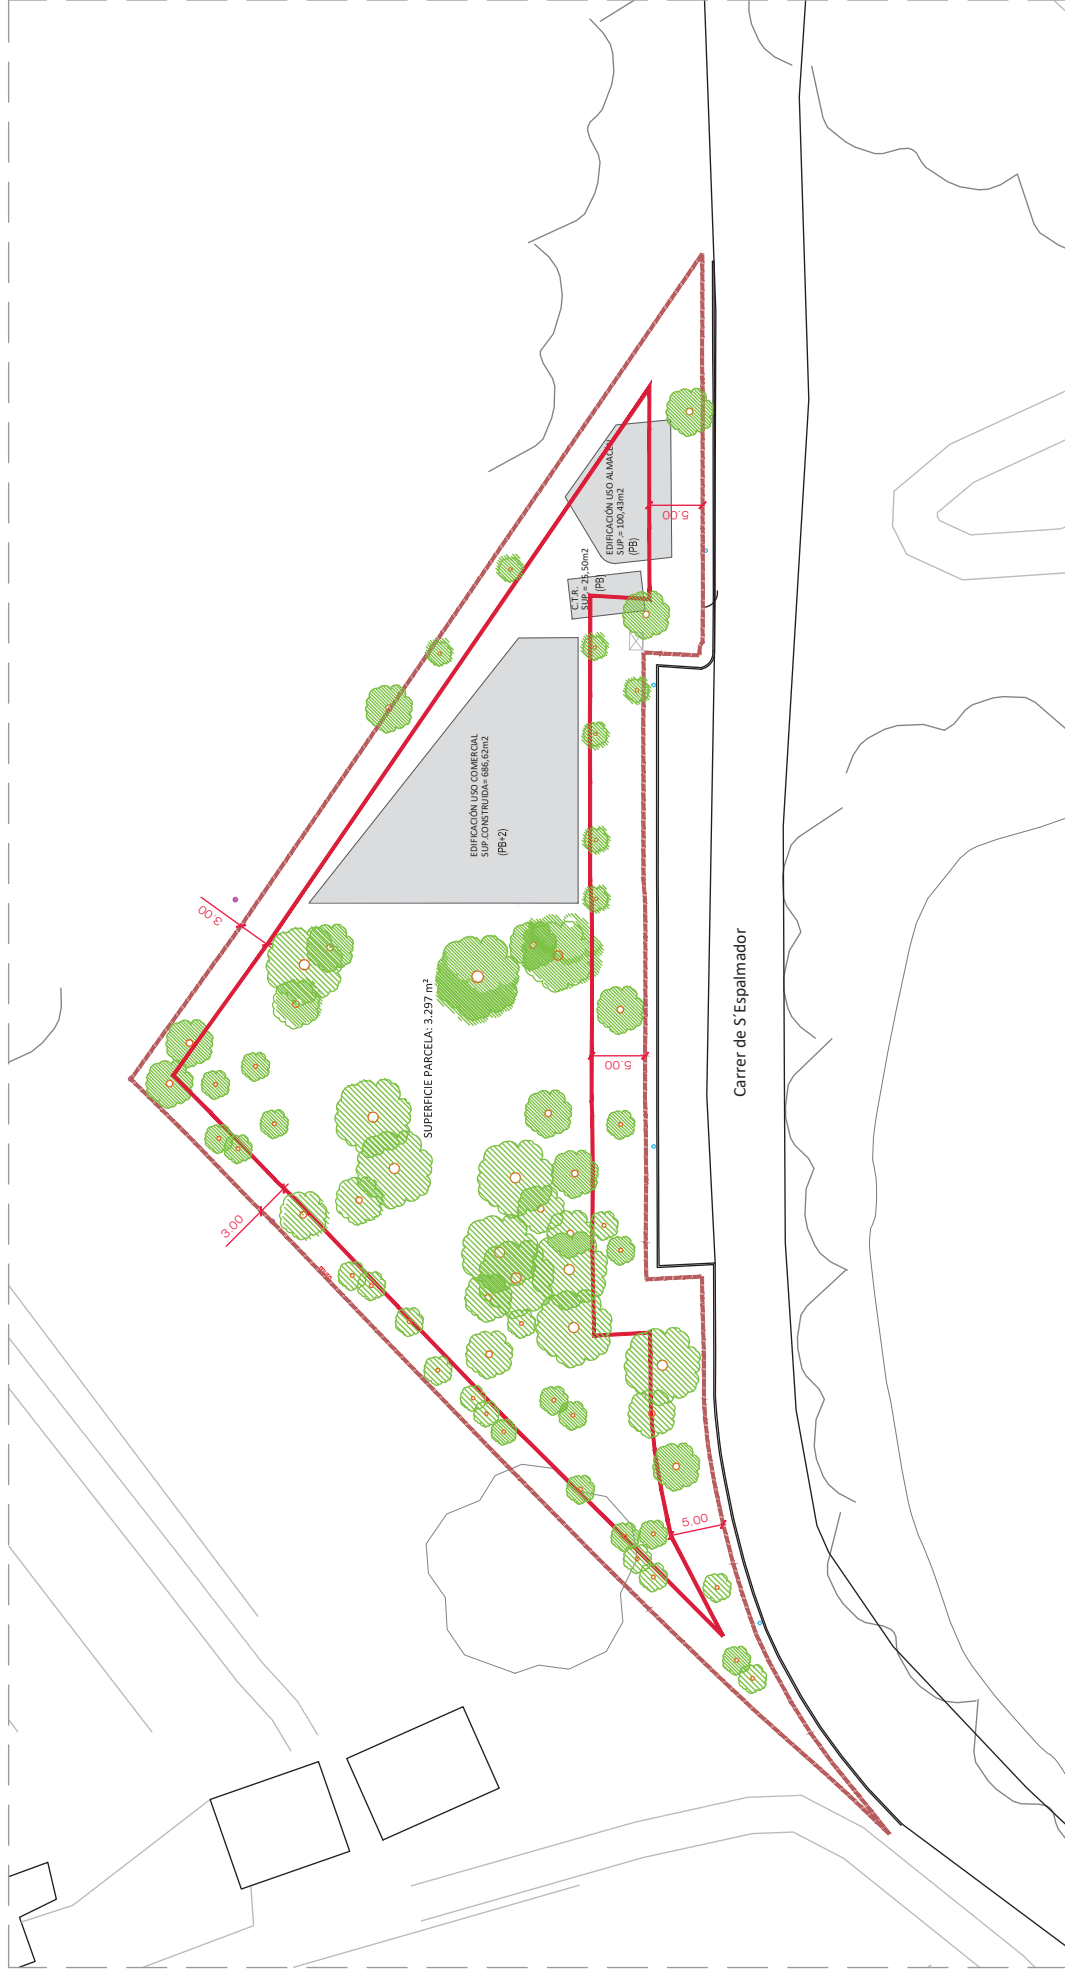 EDIFICACIÓN USO ALMACEN
SUP.= 100,43m2
(PB)
5.00
C.T.R.
SUP.= 25,50m2
(PB)
EDIFICACIÓN USO COMERCIAL
SUP.CONSTRUIDA= 686,62m2
(PB+2)
3.00
SUPERFICIE PARCELA: 3.297 m²
Carrer de S´Espalmador
5.00
3.00
5.00